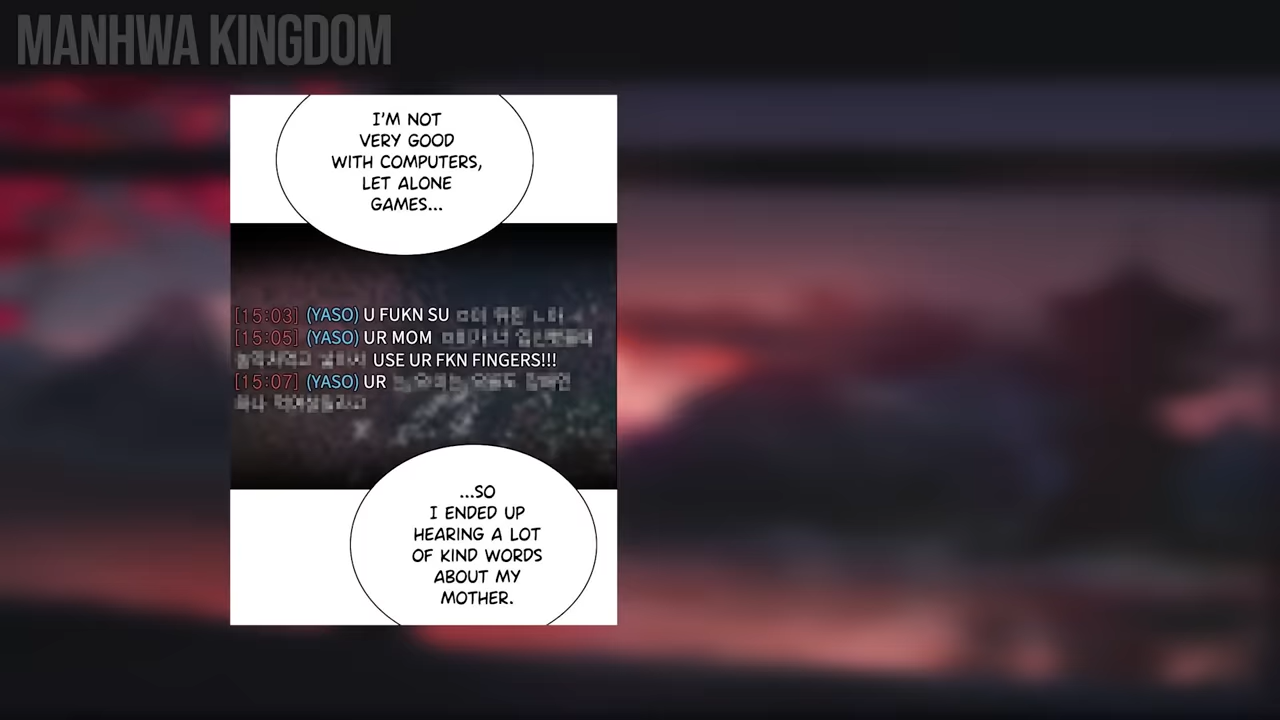 MANHWA KINGDOM
I'M NOT
VERY GOOD
WITH COMPUTERS,
LET ALONE
GAMES...
[15:03] (YASO) U FUKN SU
[15:05] (YASO) UR MOM
USE UR FKN FINGERS!!!
[15:07] (YASO) UR
...SO
I ENDED UP
HEARING A LOT
OF KIND WORDS
ABOUT MY
MOTHER.